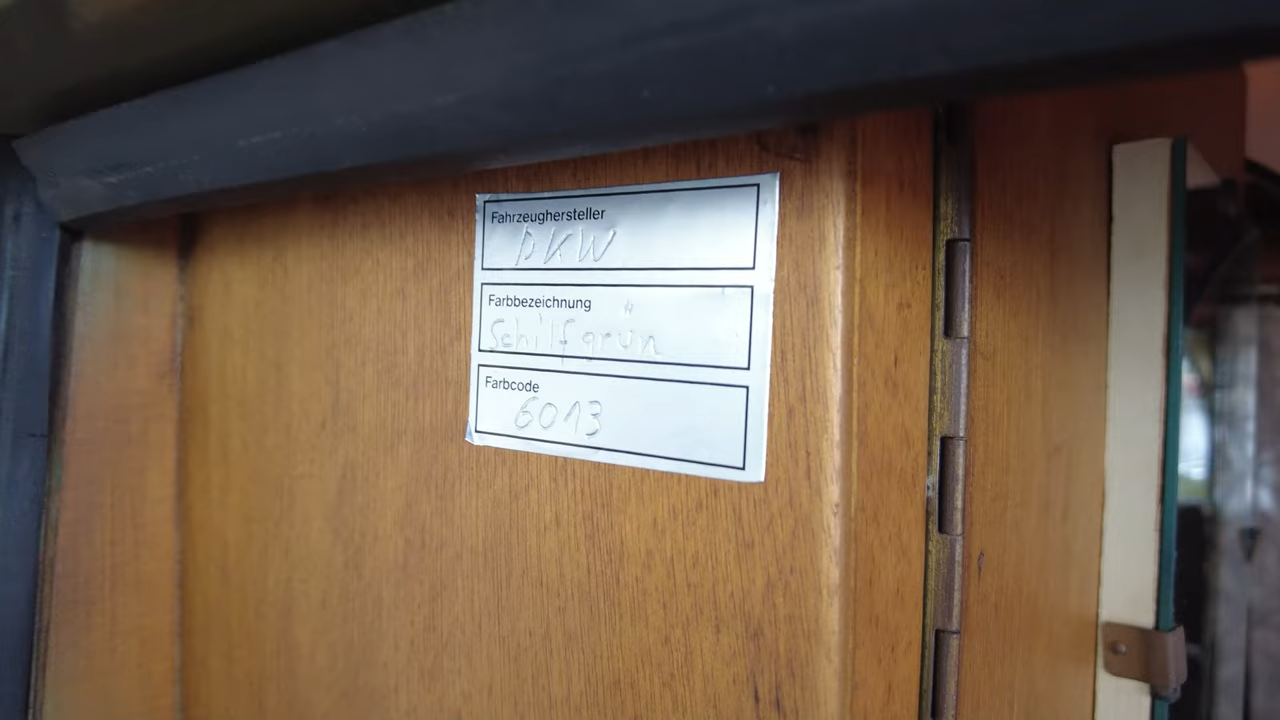 Fahrzeughersteller
DKW
Farbbezeichnung
Schilfgrün
Farbcode
6013